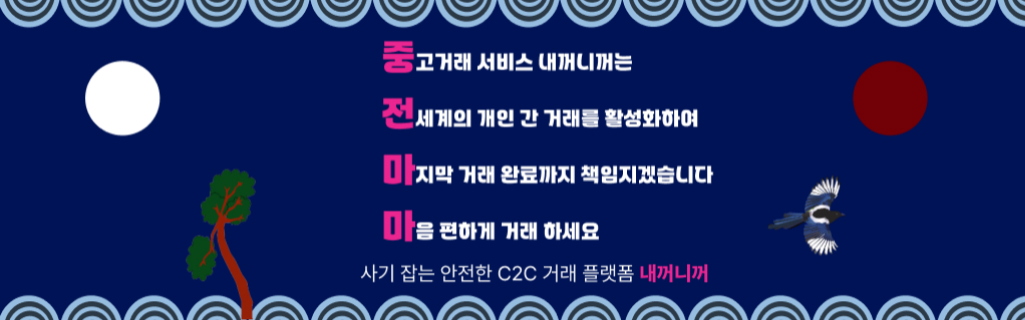 중고거래 서비스 내꺼니꺼는
전세계의 개인 간 거래를 활성화하여
마지막 거래 완료까지 책임지겠습니다
마음 편하게 거래 하세요
사기 잡는 안전한 C2C 거래 플랫폼 내꺼니꺼